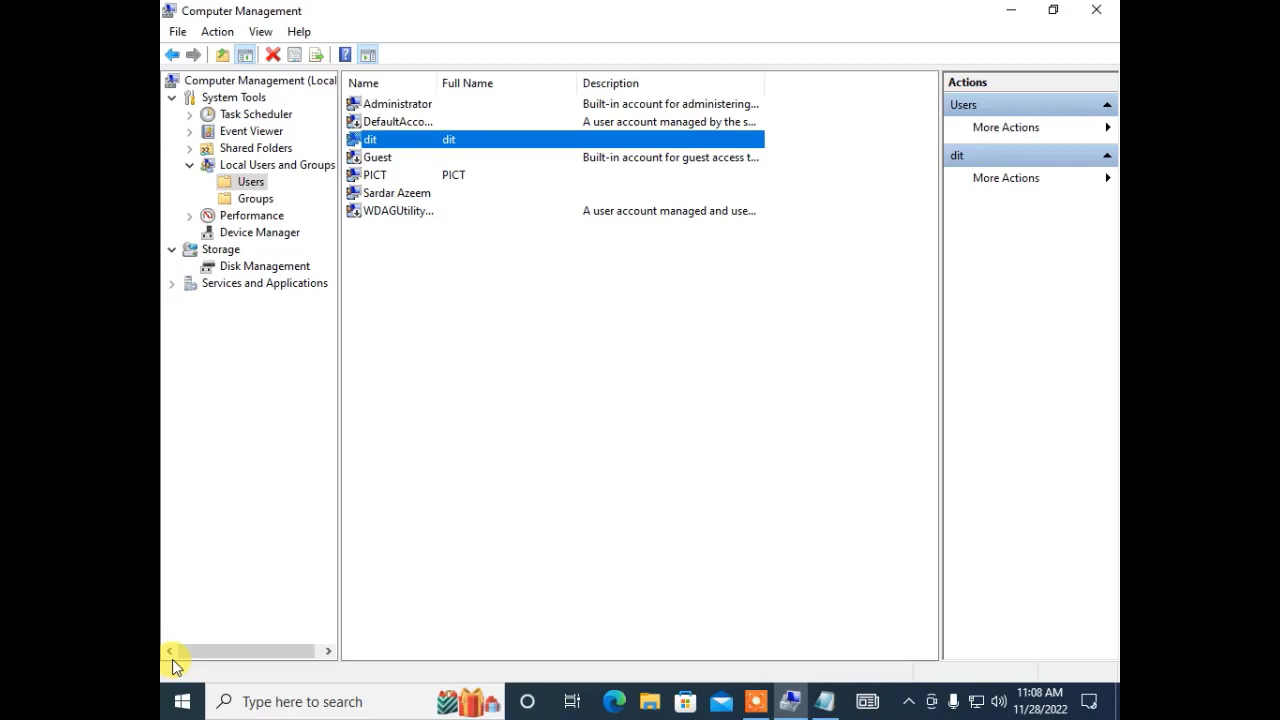 Computer Management
File Action View Help
Computer Management (Local
System Tools
Task Scheduler
Event Viewer
Shared Folders
Local Users and Groups
Users
Groups
Performance
Device Manager
Storage
Disk Management
Services and Applications
Name Full Name Description
Administrator Built-in account for administering...
DefaultAcco... A user account managed by the s...
dit dit
Guest Built-in account for guest access t...
PICT PICT
Sardar Azeem
WDAGUtility... A user account managed and use...
Actions
Users
More Actions
dit
More Actions
Type here to search
11:08 AM
11/28/2022